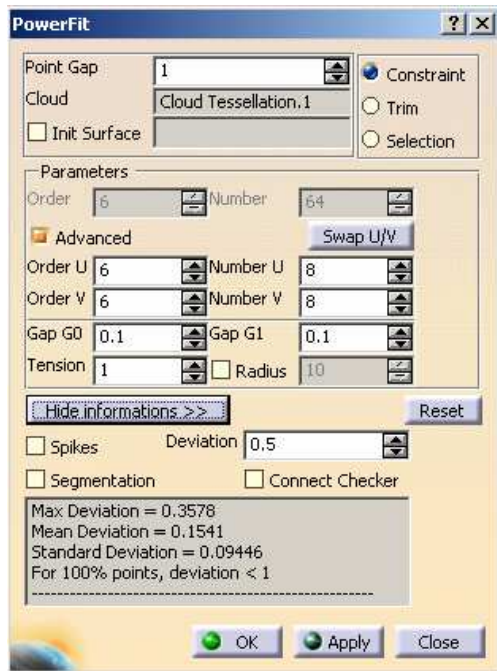 PowerFit
Point Gap 1 Constraint
Cloud Cloud Tessellation.1 Trim
Init Surface Selection
Parameters
Order 6 Number 64
Advanced Swap U/V
Order U 6 Number U 8
Order V 6 Number V 8
Gap G0 0.1 Gap G1 0.1
Tension 1 Radius 10
Hide informations >> Reset
Spikes Deviation 0.5
Segmentation Connect Checker
Max Deviation = 0.3578
Mean Deviation = 0.1541
Standard Deviation = 0.09446
For 100% points, deviation < 1
--------------------------------------------------
OK Apply Close